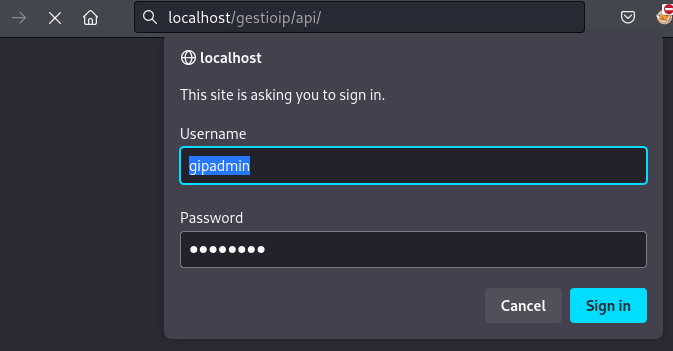 localhost/gestioip/api/
localhost
This site is asking you to sign in.
Username
gipadmin
Password
●●●●●●●●
Cancel Sign in